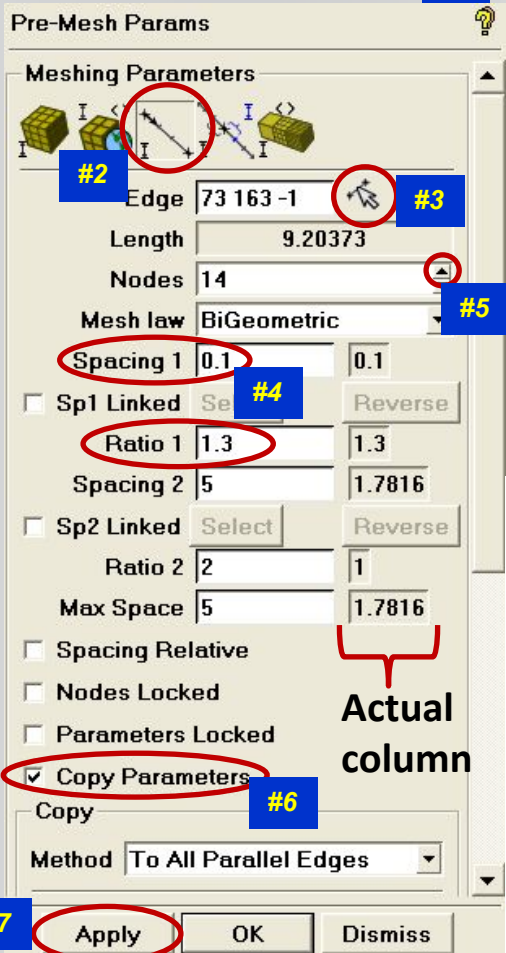 Pre-Mesh Params
Meshing Parameters
#2
Edge 73 163 -1 #3
Length 9.20373
Nodes 14 #5
Mesh law BiGeometric
Spacing 1 0.1 0.1
#4
Sp1 Linked Reverse
Ratio 1 1.3 1.3
Spacing 2 5 1.7816
Sp2 Linked Select Reverse
Ratio 2 2 1
Max Space 5 1.7816
Spacing Relative
Nodes Locked
Parameters Locked
Actual
column
Copy Parameters
#6
Copy
Method To All Parallel Edges
7 Apply OK Dismiss